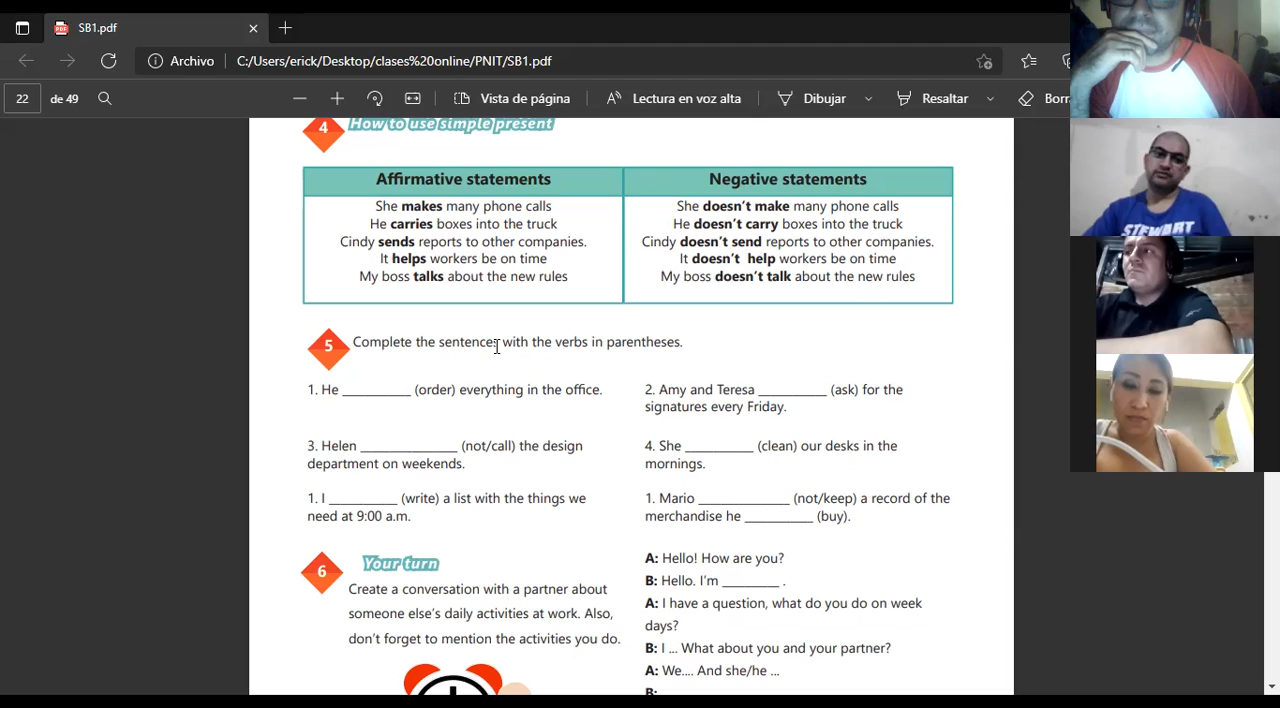 SB1.pdf
Archivo
C:/Users/erick/Desktop/clases%20online/PNIT/SB1.pdf
22
de 49
Vista de página
Lectura en voz alta
Dibujar
Resaltar
4 How to use simple present
Affirmative statements
She makes many phone calls
He carries boxes into the truck
Cindy sends reports to other companies.
It helps workers be on time
My boss talks about the new rules
Negative statements
She doesn't make many phone calls
He doesn't carry boxes into the truck
Cindy doesn't send reports to other companies.
It doesn't help workers be on time
My boss doesn't talk about the new rules
5 Complete the sentences with the verbs in parentheses.
1. He ___________ (order) everything in the office.
2. Amy and Teresa ___________ (ask) for the
signatures every Friday.
3. Helen ________________ (not/call) the design
department on weekends.
4. She ___________ (clean) our desks in the
mornings.
1. I ___________ (write) a list with the things we
need at 9:00 a.m.
1. Mario _______________ (not/keep) a record of the
merchandise he ___________ (buy).
6 Your turn
Create a conversation with a partner about
someone else's daily activities at work. Also,
don't forget to mention the activities you do.
A: Hello! How are you?
B: Hello. I'm _________ .
A: I have a question, what do you do on week
days?
B: I ... What about you and your partner?
A: We.... And she/he ...
B:
STEWART